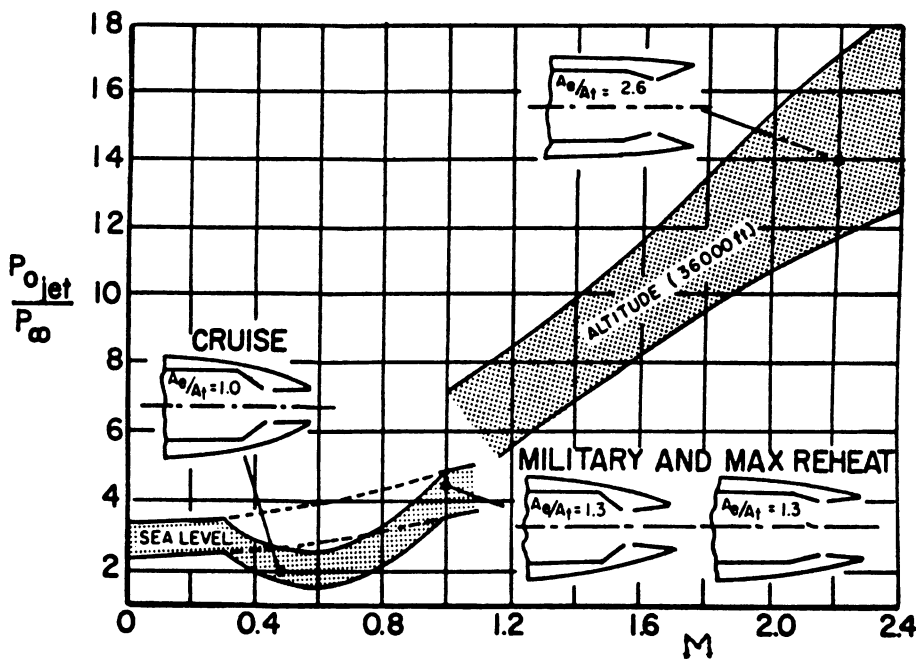 18
16
14
12
10
8
6
4
2
P₀jet
P∞
CRUISE
Ae/At = 1.0
SEA LEVEL
Ae/At = 2.6
ALTITUDE (36000 ft.)
MILITARY AND MAX REHEAT
Ae/At = 1.3
Ae/At = 1.3
0 0.4 0.8 1.2 1.6 2.0 2.4
M